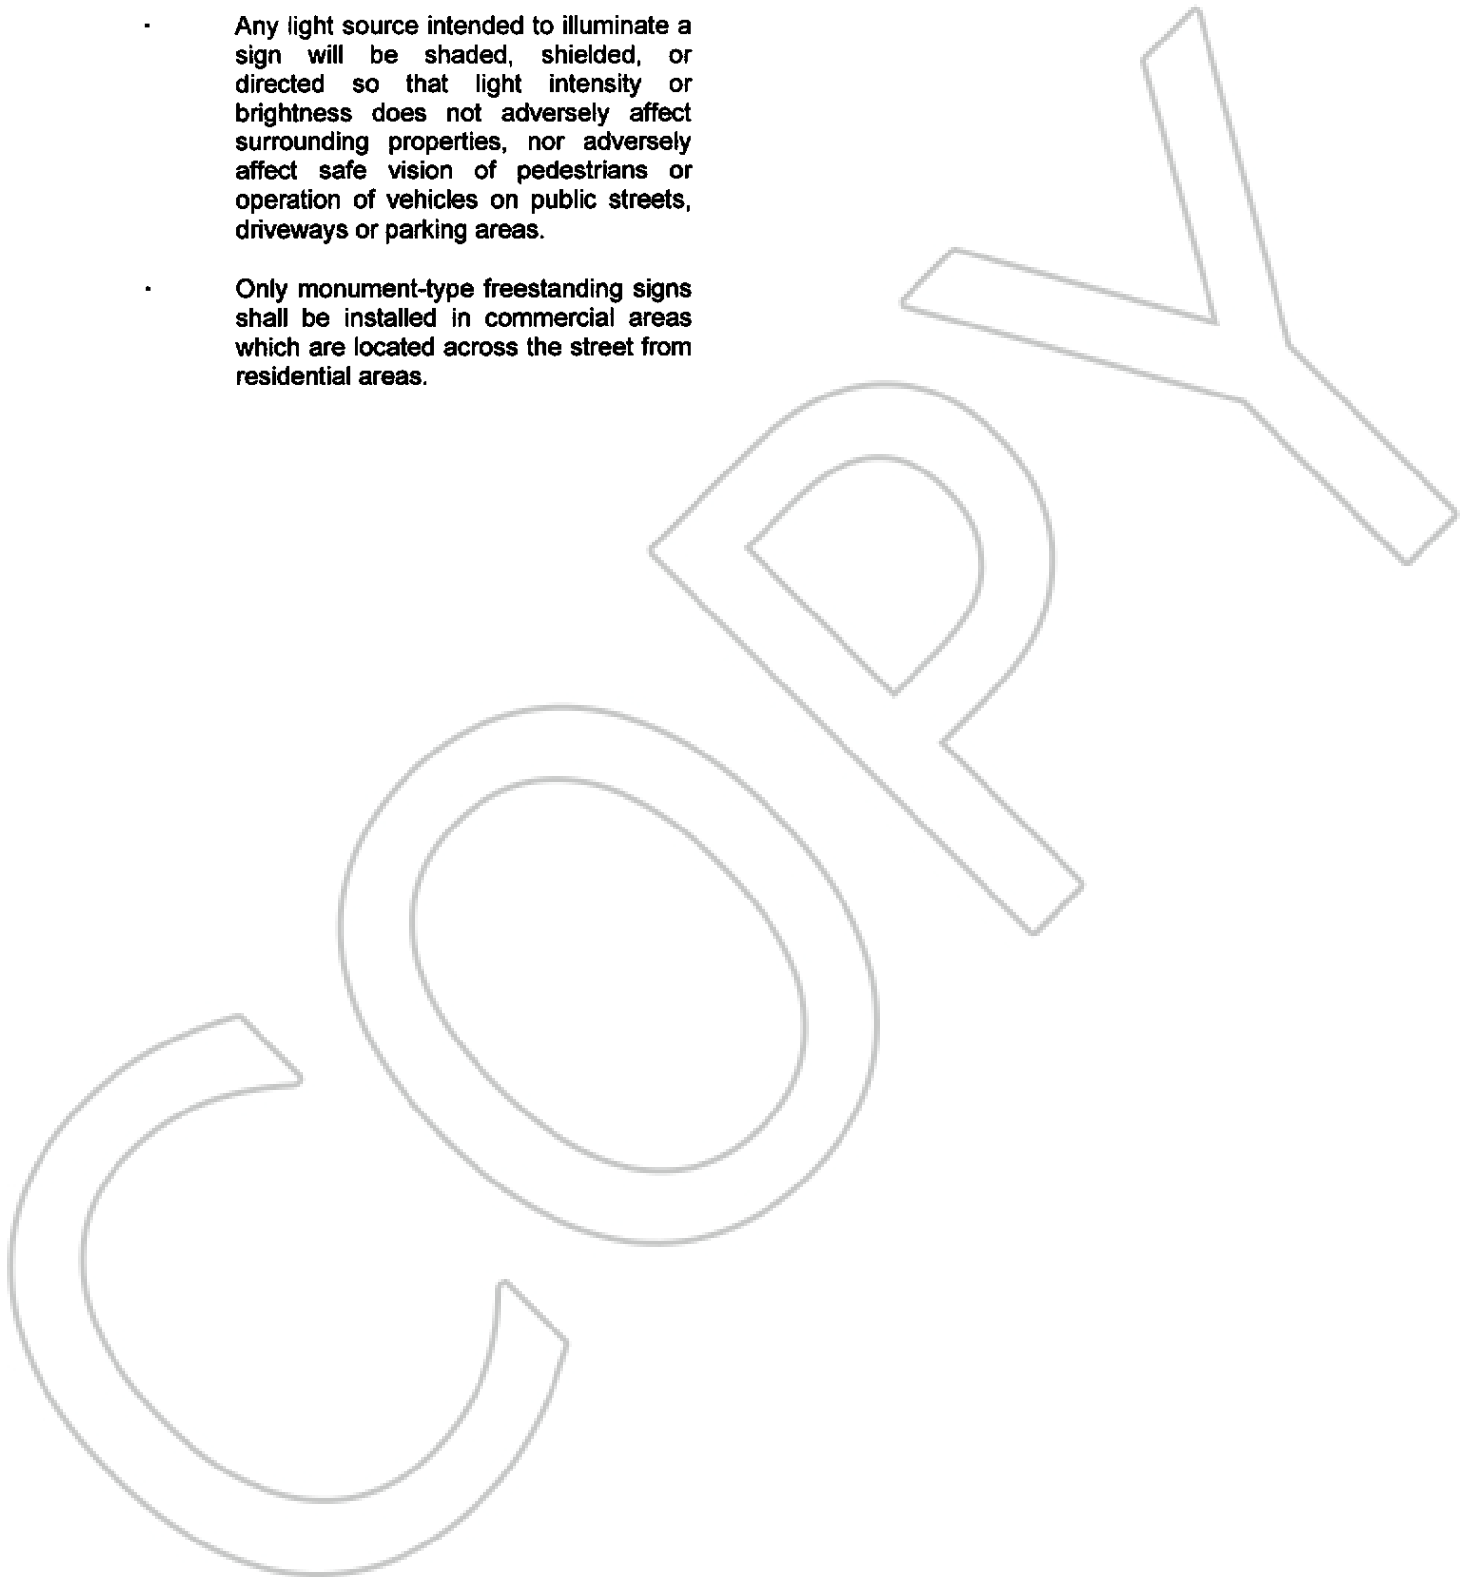 · Any light source intended to illuminate a
sign will be shaded, shielded, or
directed so that light intensity or
brightness does not adversely affect
surrounding properties, nor adversely
affect safe vision of pedestrians or
operation of vehicles on public streets,
driveways or parking areas.
· Only monument-type freestanding signs
shall be installed in commercial areas
which are located across the street from
residential areas.
COPY